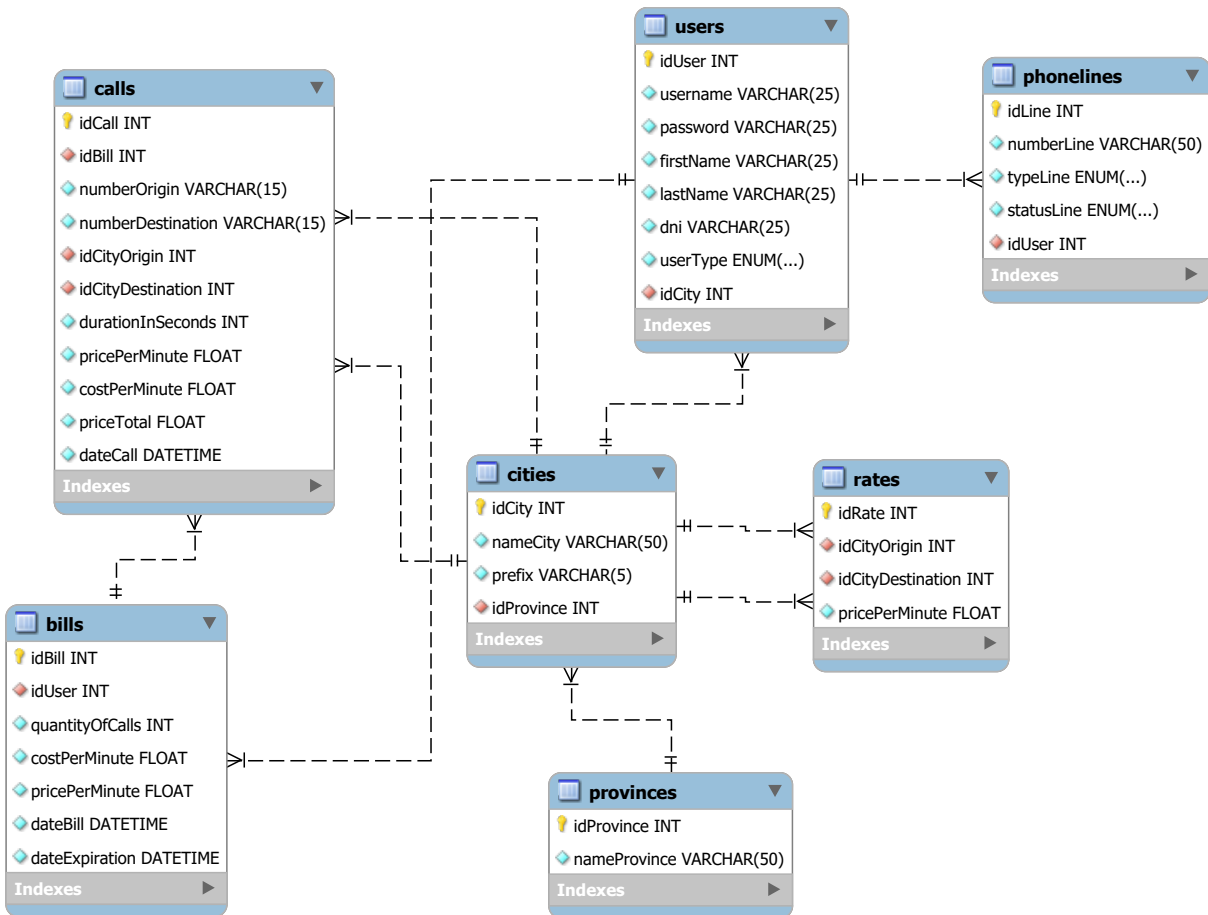 users
idUser INT
username VARCHAR(25)
password VARCHAR(25)
firstName VARCHAR(25)
lastName VARCHAR(25)
dni VARCHAR(25)
userType ENUM(...)
idCity INT
Indexes
phonelines
idLine INT
numberLine VARCHAR(50)
typeLine ENUM(...)
statusLine ENUM(...)
idUser INT
Indexes
calls
idCall INT
idBill INT
numberOrigin VARCHAR(15)
numberDestination VARCHAR(15)
idCityOrigin INT
idCityDestination INT
durationInSeconds INT
pricePerMinute FLOAT
costPerMinute FLOAT
priceTotal FLOAT
dateCall DATETIME
Indexes
cities
idCity INT
nameCity VARCHAR(50)
prefix VARCHAR(5)
idProvince INT
Indexes
rates
idRate INT
idCityOrigin INT
idCityDestination INT
pricePerMinute FLOAT
Indexes
bills
idBill INT
idUser INT
quantityOfCalls INT
costPerMinute FLOAT
pricePerMinute FLOAT
dateBill DATETIME
dateExpiration DATETIME
Indexes
provinces
idProvince INT
nameProvince VARCHAR(50)
Indexes